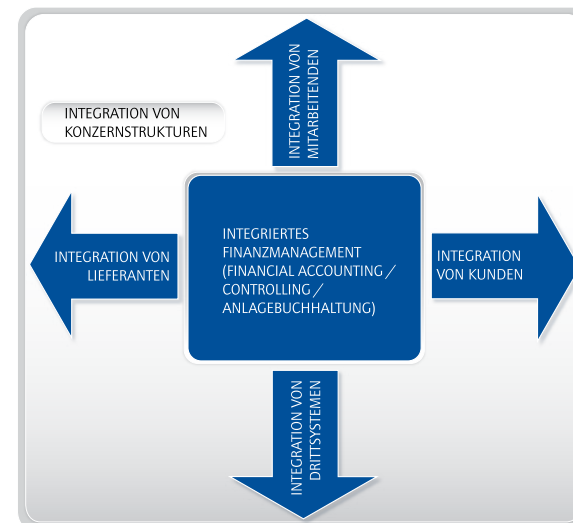 INTEGRATION VON
MITARBEITENDEN
INTEGRATION VON
KONZERNSTRUKTUREN
INTEGRATION VON
LIEFERANTEN
INTEGRIERTES
FINANZMANAGEMENT
(FINANCIAL ACCOUNTING /
CONTROLLING /
ANLAGEBUCHHALTUNG)
INTEGRATION
VON KUNDEN
INTEGRATION VON
DRITTSYSTEMEN